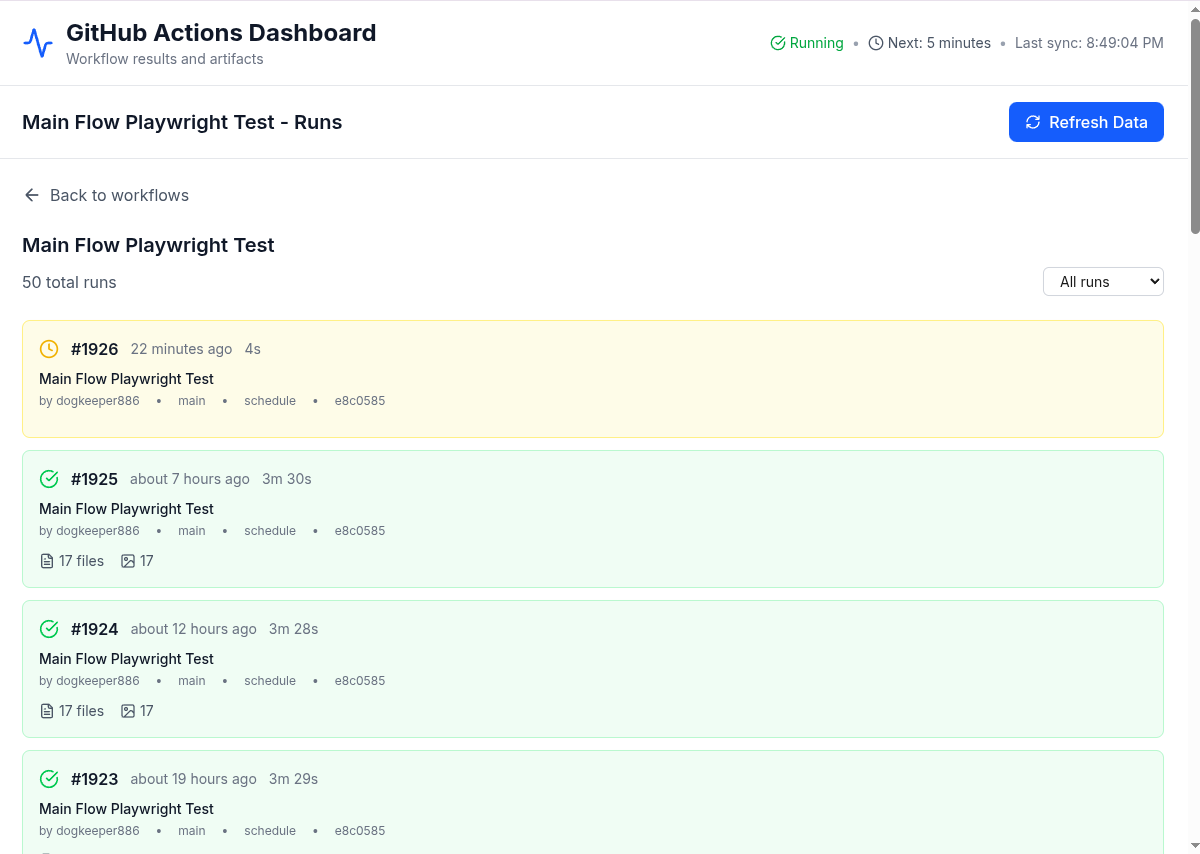 GitHub Actions Dashboard
Workflow results and artifacts
Running • Next: 5 minutes • Last sync: 8:49:04 PM
Main Flow Playwright Test - Runs
Refresh Data
Back to workflows
Main Flow Playwright Test
50 total runs
All runs
#1926 22 minutes ago 4s
Main Flow Playwright Test
by dogkeeper886 • main • schedule • e8c0585
#1925 about 7 hours ago 3m 30s
Main Flow Playwright Test
by dogkeeper886 • main • schedule • e8c0585
17 files 17
#1924 about 12 hours ago 3m 28s
Main Flow Playwright Test
by dogkeeper886 • main • schedule • e8c0585
17 files 17
#1923 about 19 hours ago 3m 29s
Main Flow Playwright Test
by dogkeeper886 • main • schedule • e8c0585